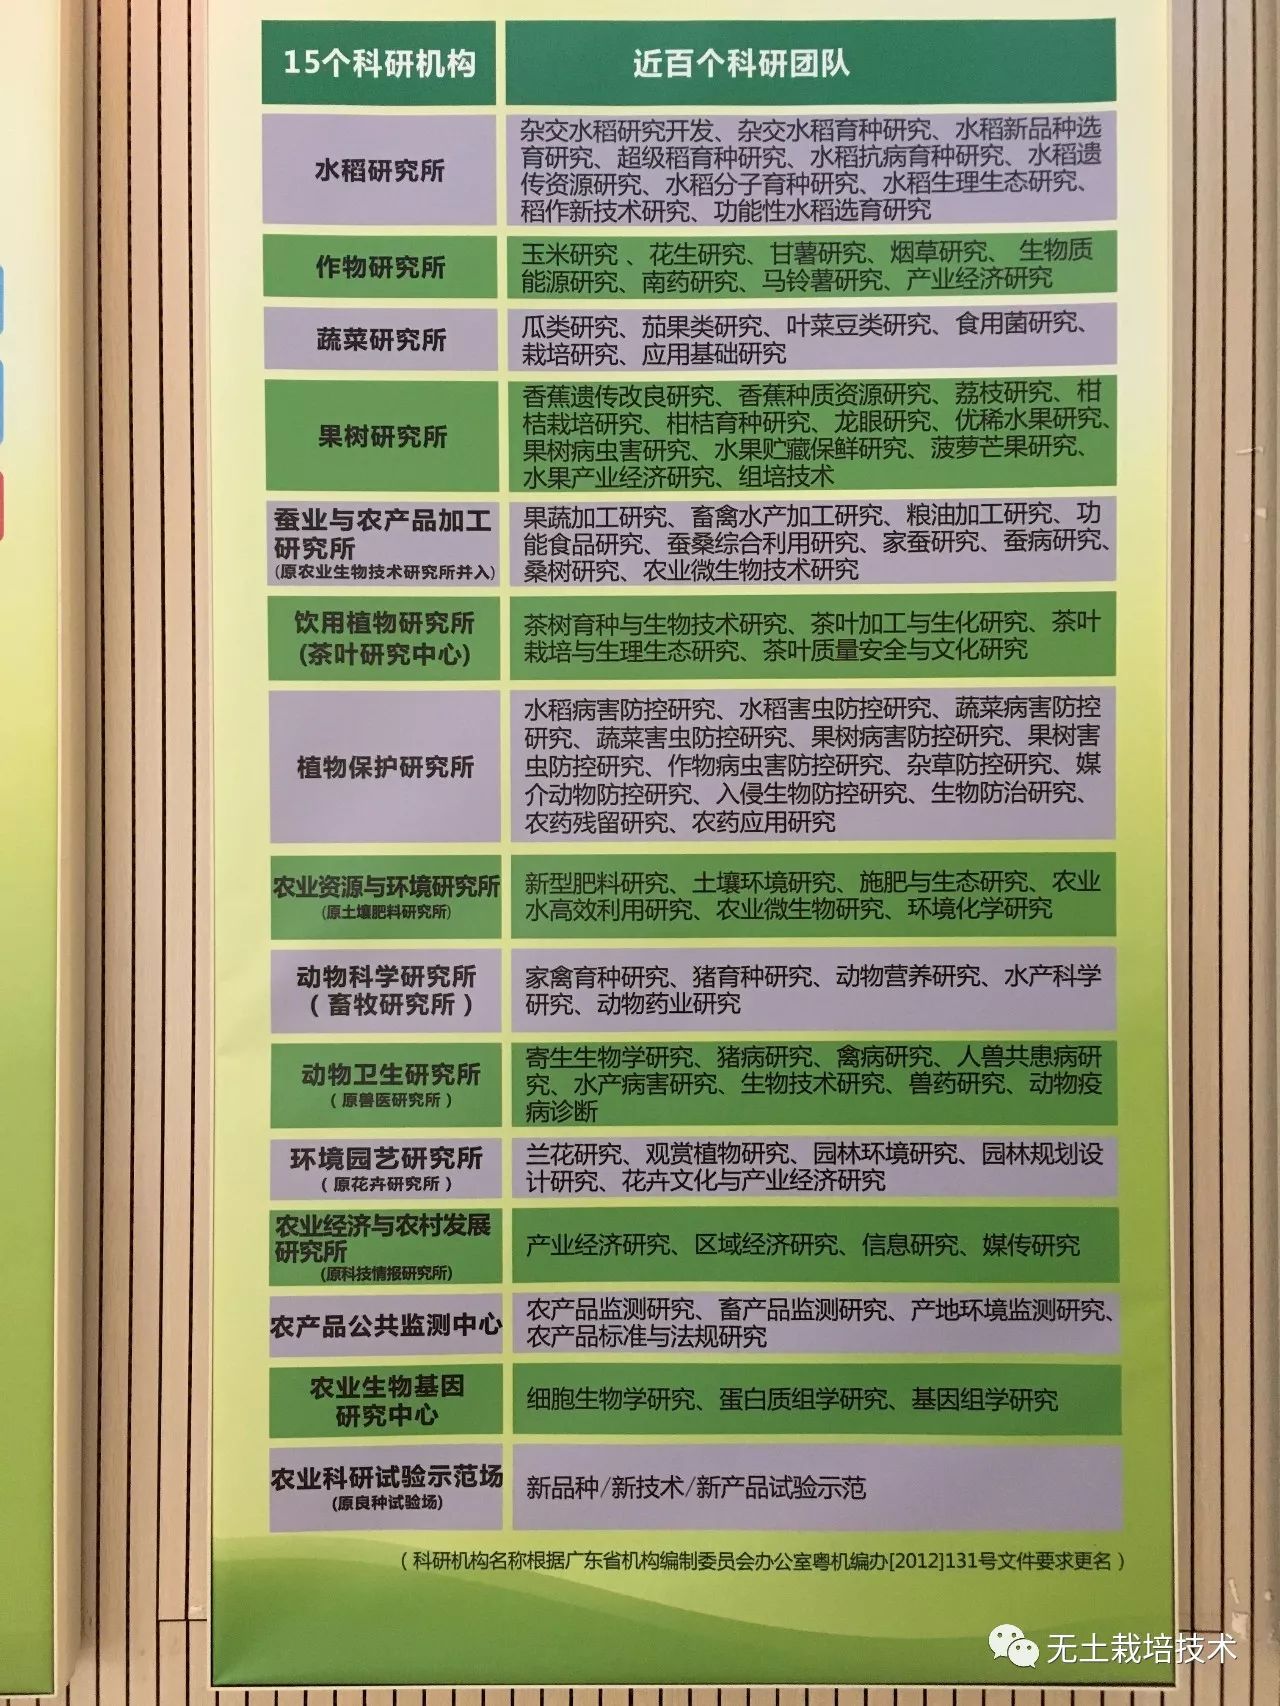 15个科研机构
近百个科研团队
水稻研究所
杂交水稻研究开发、杂交水稻育种研究、水稻新品种选
育研究、超级稻育种研究、水稻抗病育种研究、水稻遗
传资源研究、水稻分子育种研究、水稻生理生态研究、
稻作新技术研究、功能性水稻选育研究
作物研究所
玉米研究 、花生研究、甘薯研究、烟草研究、 生物质
能源研究、南药研究、马铃薯研究、产业经济研究
蔬菜研究所
瓜类研究、茄果类研究、叶菜豆类研究、食用菌研究、
栽培研究、应用基础研究
果树研究所
香蕉遗传改良研究、香蕉种质资源研究、荔枝研究、柑
桔栽培研究、柑桔育种研究、龙眼研究、优稀水果研究、
果树病虫害研究、水果贮藏保鲜研究、菠萝芒果研究、
水果产业经济研究、组培技术
蚕业与农产品加工
研究所
(原农业生物技术研究所并入)
果蔬加工研究、畜禽水产加工研究、粮油加工研究、功
能食品研究、蚕桑综合利用研究、家蚕研究、蚕病研究、
桑树研究、农业微生物技术研究
饮用植物研究所
(茶叶研究中心)
茶树育种与生物技术研究、茶叶加工与生化研究、茶叶
栽培与生理生态研究、茶叶质量安全与文化研究
植物保护研究所
水稻病害防控研究、水稻害虫防控研究、蔬菜病害防控
研究、蔬菜害虫防控研究、果树病害防控研究、果树害
虫防控研究、作物病虫害防控研究、杂草防控研究、媒
介动物防控研究、入侵生物防控研究、生物防治研究、
农药残留研究、农药应用研究
农业资源与环境研究所
(原土壤肥料研究所)
新型肥料研究、土壤环境研究、施肥与生态研究、农业
水高效利用研究、农业微生物研究、环境化学研究
动物科学研究所
( 畜牧研究所 )
家禽育种研究、猪育种研究、动物营养研究、水产科学
研究、动物药业研究
动物卫生研究所
( 原兽医研究所 )
寄生生物学研究、猪病研究、禽病研究、人兽共患病研
究、水产病害研究、生物技术研究、兽药研究、动物疫
病诊断
环境园艺研究所
( 原花卉研究所 )
兰花研究、观赏植物研究、园林环境研究、园林规划设
计研究、花卉文化与产业经济研究
农业经济与农村发展
研究所
(原科技情报研究所)
产业经济研究、区域经济研究、信息研究、媒传研究
农产品公共监测中心
农产品监测研究、畜产品监测研究、产地环境监测研究、
农产品标准与法规研究
农业生物基因
研究中心
细胞生物学研究、蛋白质组学研究、基因组学研究
农业科研试验示范场
(原良种试验场)
新品种/新技术/新产品试验示范
( 科研机构名称根据广东省机构编制委员会办公室粤机编办[2012]131号文件要求更名 )
无土栽培技术